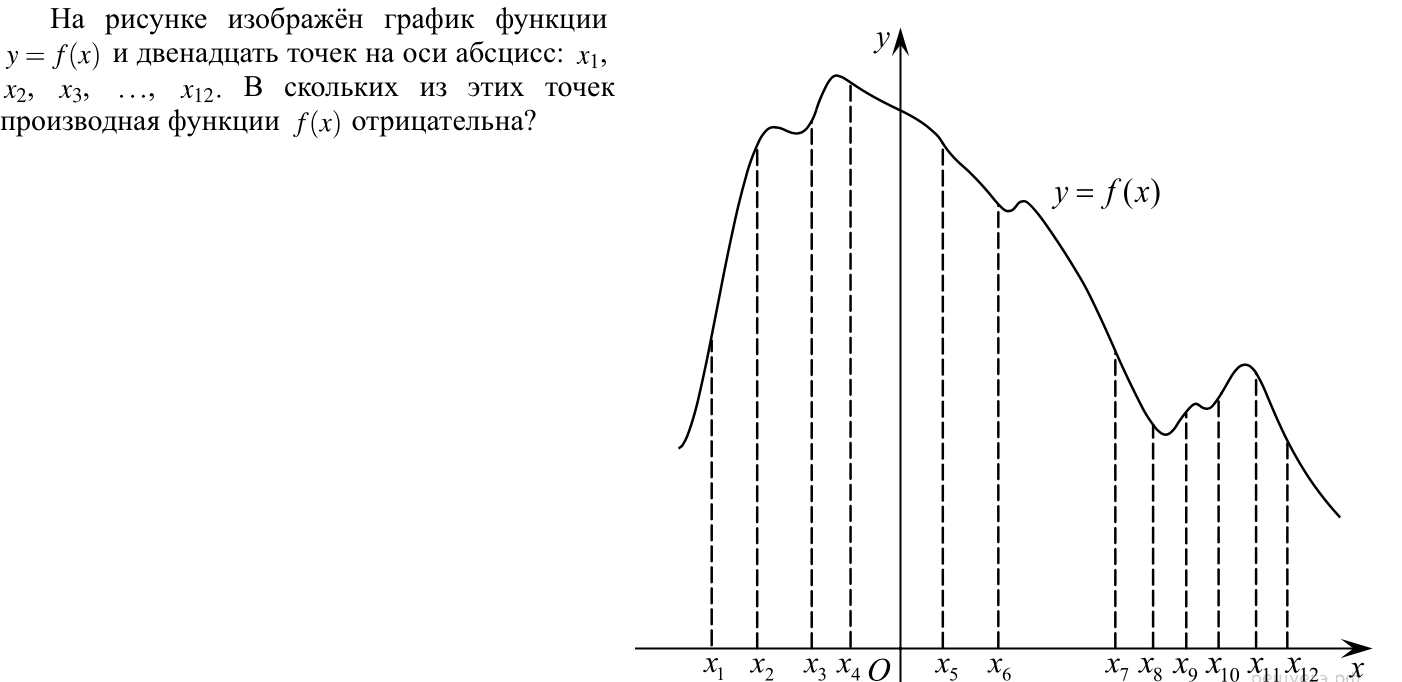 На рисунке изображён график функции
y = f(x) и двенадцать точек на оси абсцисс: x₁,
x₂, x₃, …, x₁₂. В скольких из этих точек
производная функции f(x) отрицательна?
y
y = f(x)
x₁ x₂ x₃ x₄ O x₅ x₆ x₇ x₈ x₉ x₁₀ x₁₁ x₁₂ x